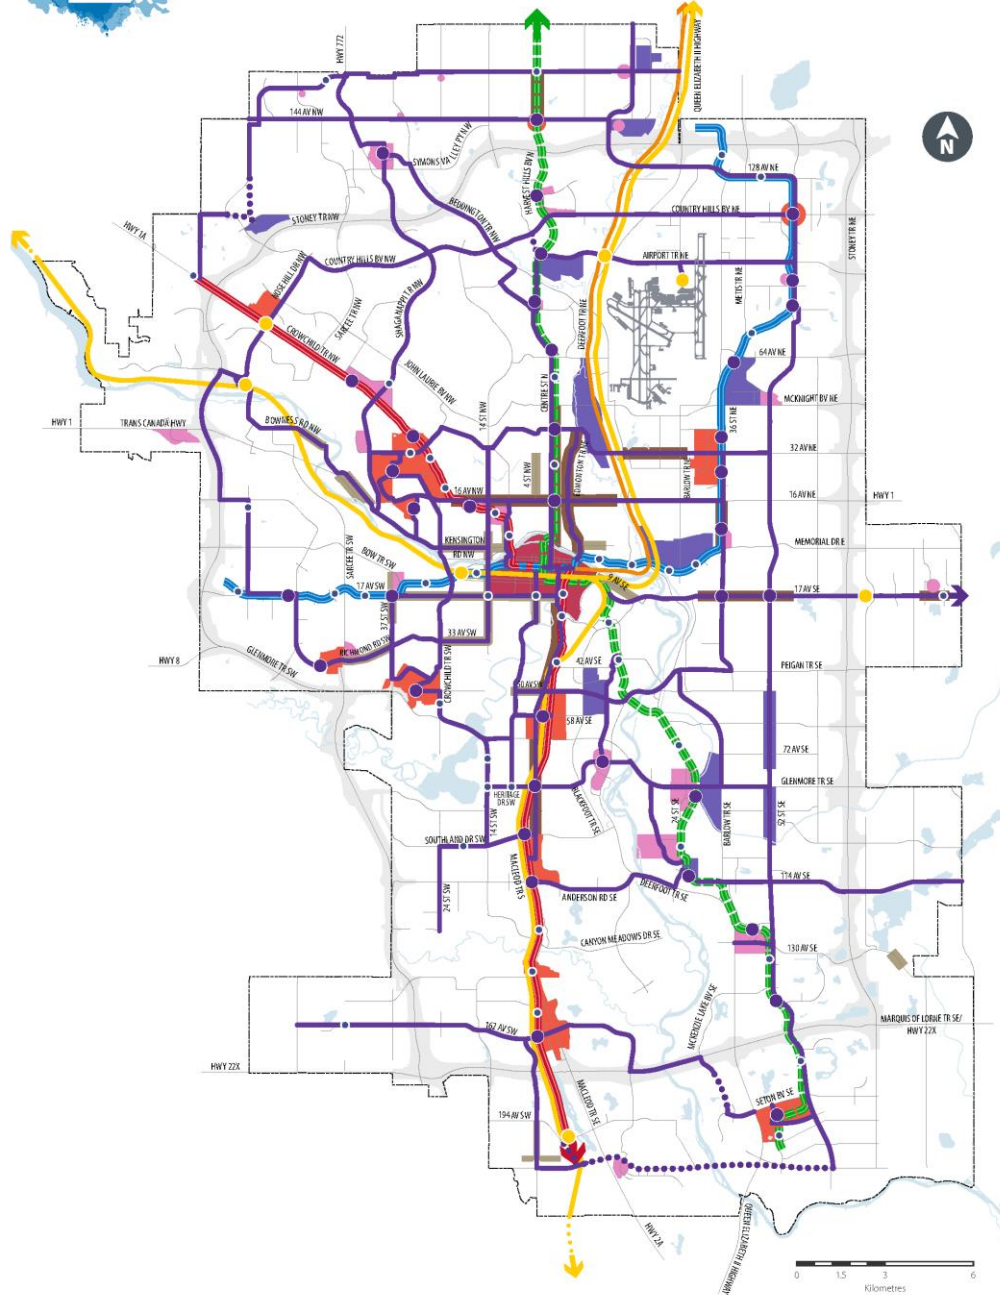 HWY 772
QUEEN ELIZABETH II HIGHWAY
144 AV NW
SYMONS VALLEY PY NW
N
128 AV NE
HARVEST HILLS BV N
BEDDINGTON TR NW
COUNTRY HILLS BV NE
STONEY TR NW
STONEY TR NE
HWY 1A
AIRPORT TR NE
COUNTRY HILLS BV NW
NOSE HILL DR NW
METIS TR NE
SARCEE TR NW
SHAGANAPPI TR NW
DEERFOOT TR NE
CROWCHILD TR NW
64 AV NE
JOHN LAURIE BV NW
CENTRE ST N
MCKNIGHT BV NE
14 ST NW
36 ST NE
HWY 1
TRANS CANADA HWY
BOWNESS RD NW
32 AV NE
4 ST NW
EDMONTON TR NE
BARLOW TR NE
16 AV NW
16 AV NE
HWY 1
KENSINGTON
RD NW
MEMORIAL DR E
SARCEE TR SW
BOW TR SW
17 AV SW
9 AV SE
17 AV SE
37 ST SW
33 AV SW
RICHMOND RD SW
HWY 8
GLENMORE TR SW
CROWCHILD TR SW
42 AV SE
PEIGAN TR SE
50 AV SW
58 AV SE
72 AV SE
GLENMORE TR SE
HERITAGE
DR SW
14 ST SW
BLACKFOOT TR SE
24 ST SE
BARLOW TR SE
52 ST SE
SOUTHLAND DR SW
MACLEOD TR S
24 ST SW
DEERFOOT TR SE
114 AV SE
ANDERSON RD SE
CANYON MEADOWS DR SE
130 AV SE
MCKENZIE LAKE BV SE
MARQUIS OF LORNE TR SE/
HWY 22X
162 AV SW
HWY 22X
MACLEOD TR SE
SETON BV SE
194 AV SW
HWY 2A
QUEEN ELIZABETH II HIGHWAY
0 1.5 3 6
Kilometres